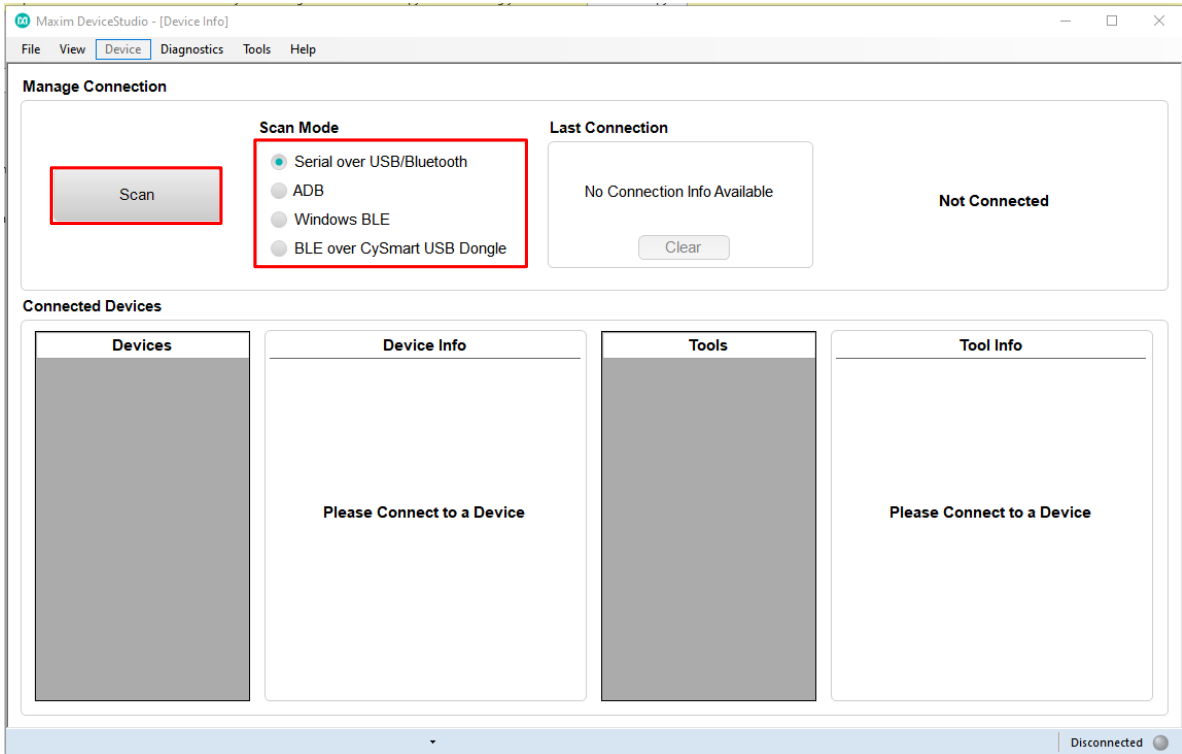 Maxim DeviceStudio - [Device Info]
File View Device Diagnostics Tools Help
Manage Connection
Scan
Scan Mode
Serial over USB/Bluetooth
ADB
Windows BLE
BLE over CySmart USB Dongle
Last Connection
No Connection Info Available
Clear
Not Connected
Connected Devices
Devices
Device Info
Please Connect to a Device
Tools
Tool Info
Please Connect to a Device
Disconnected